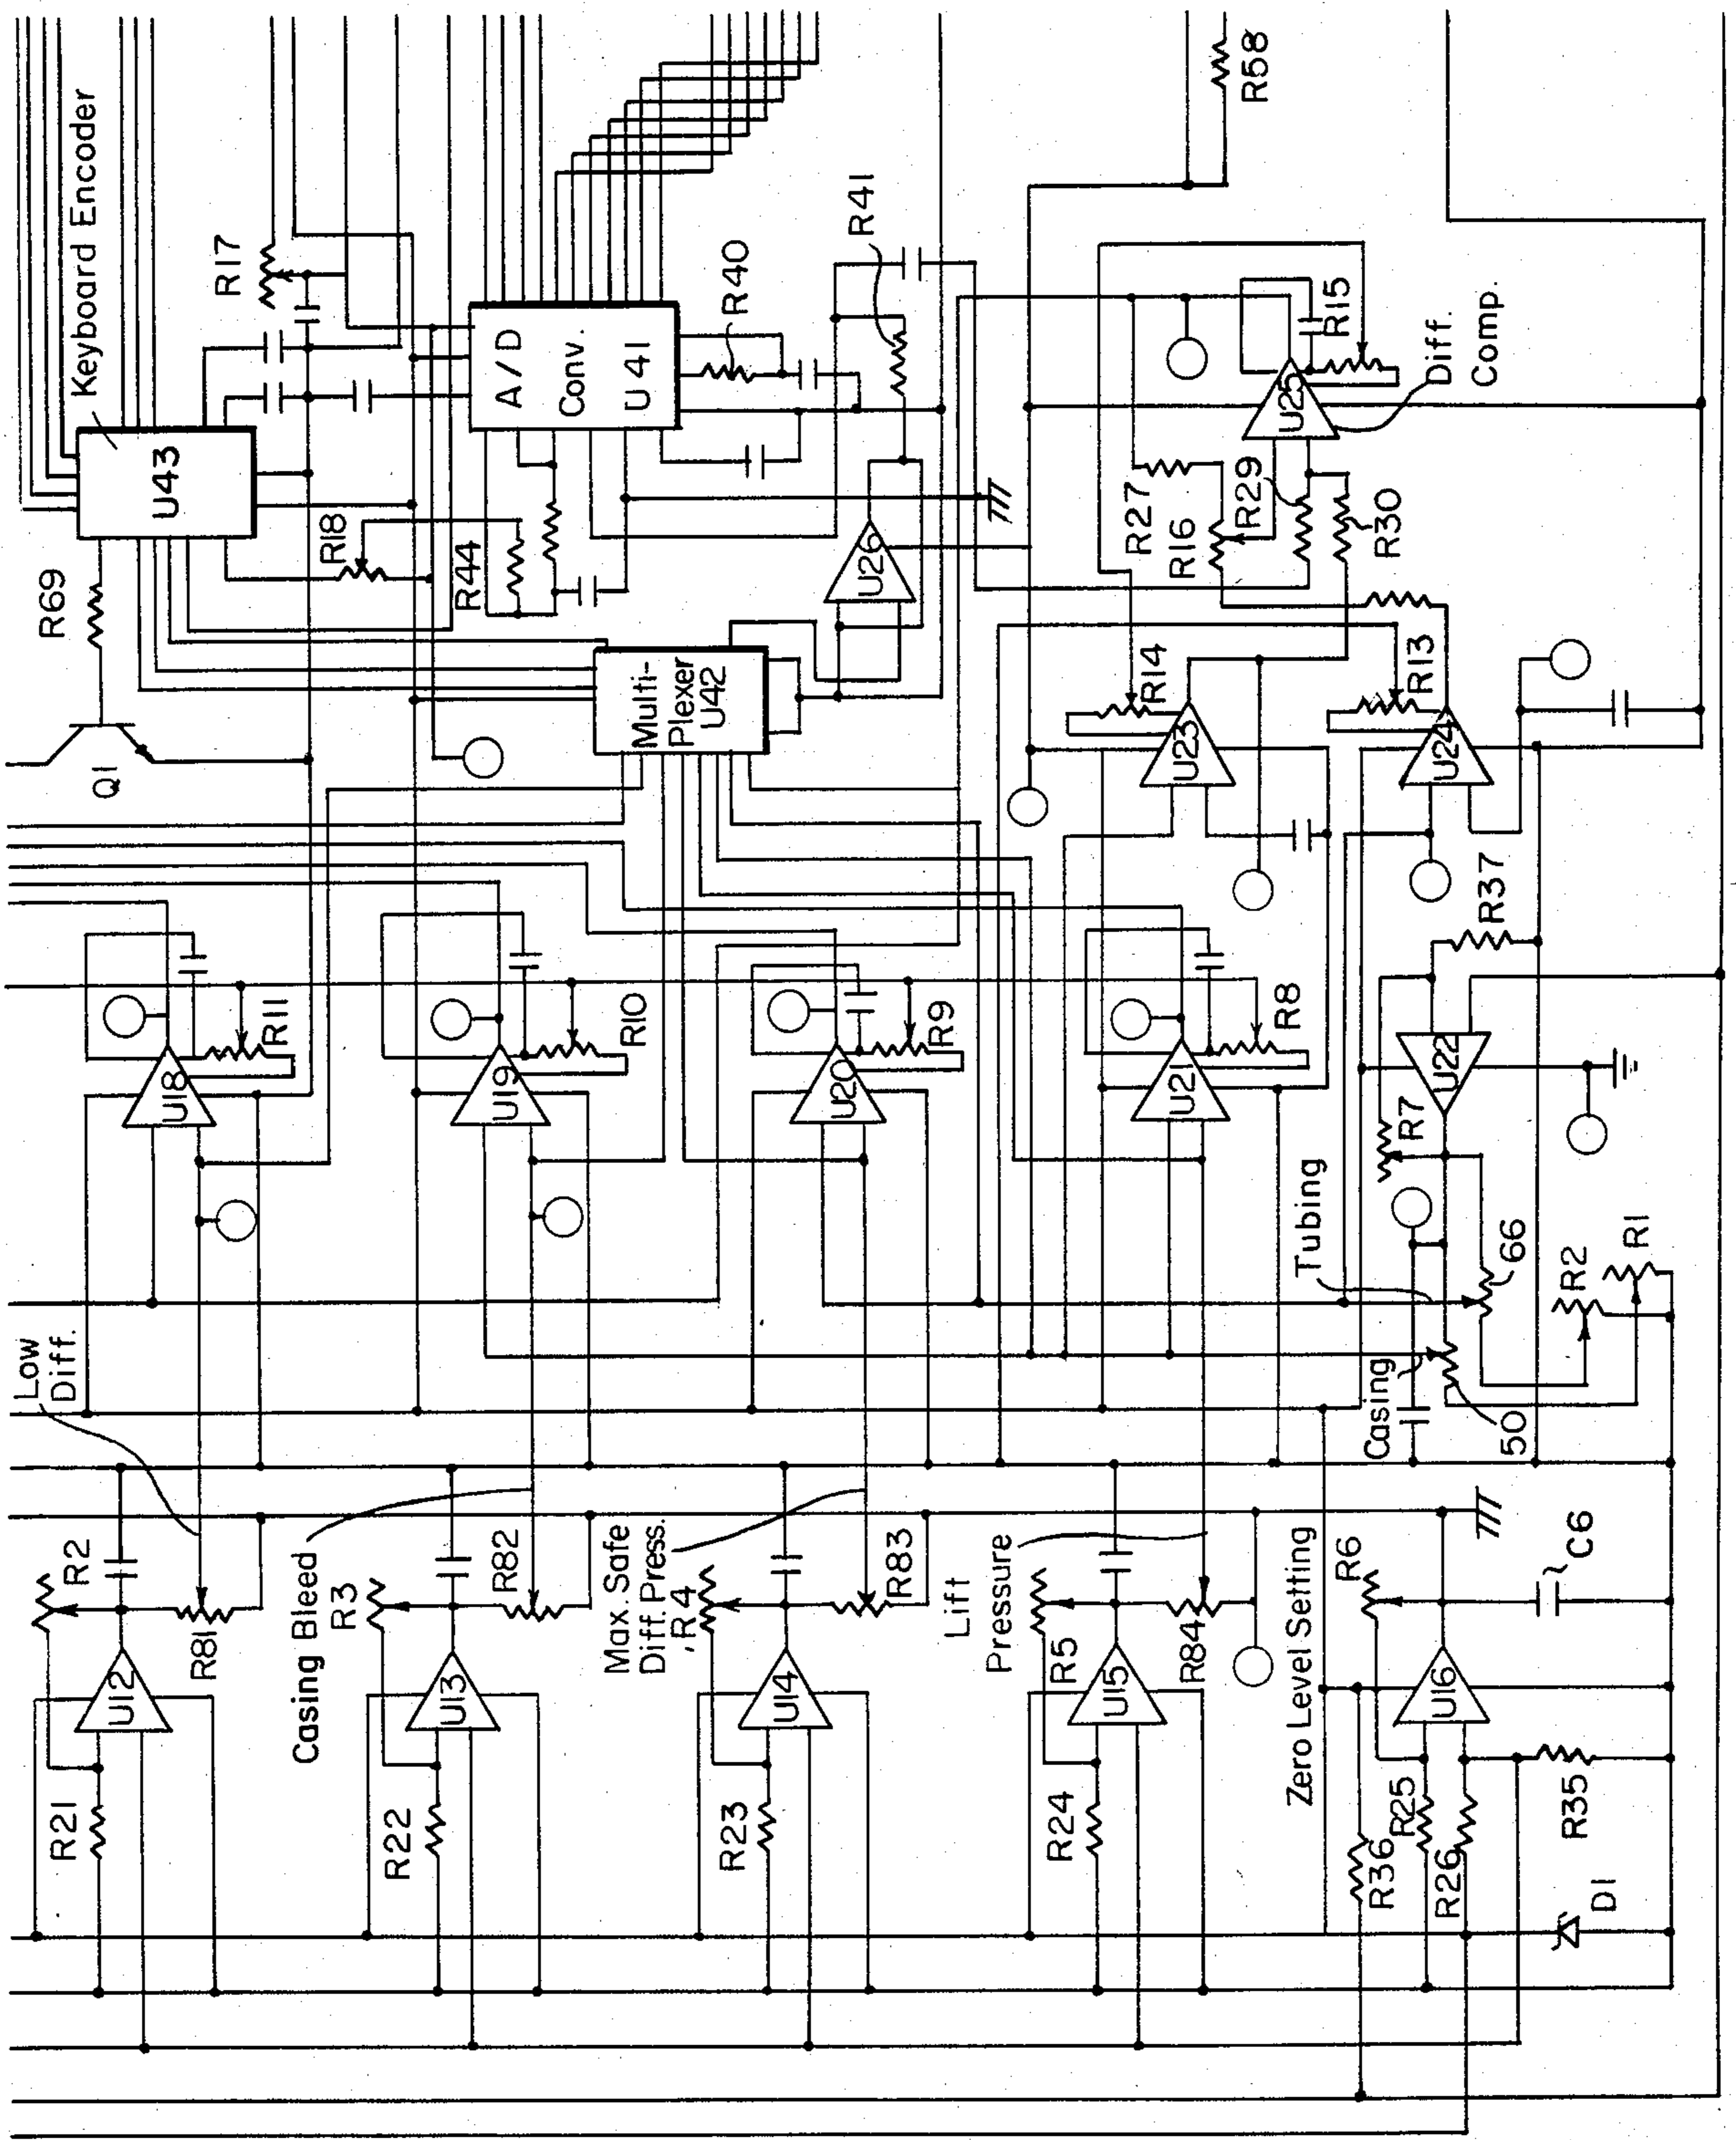 Keyboard Encoder
U43
R17
R58
A/D
Conv.
U41
R40
R41
R15
Diff.
Comp.
U25
R18
R44
R69
Q1
U26
R27
R16
R29
R30
Multi-
Plexer
U42
R14
U23
R13
U24
R37
R11
U18
R10
U19
R9
U20
R8
U21
U22
R7
Tubing
66
R2
R1
Low
Diff.
Casing
50
R2
U12
R81
R21
Casing Bleed
R3
R82
U13
R22
Max. Safe
Diff. Press.
R4
R83
U14
R23
Lift
Pressure
R5
R84
U15
R24
Zero Level Setting
R6
C6
U16
R36
R25
R26
R35
D1